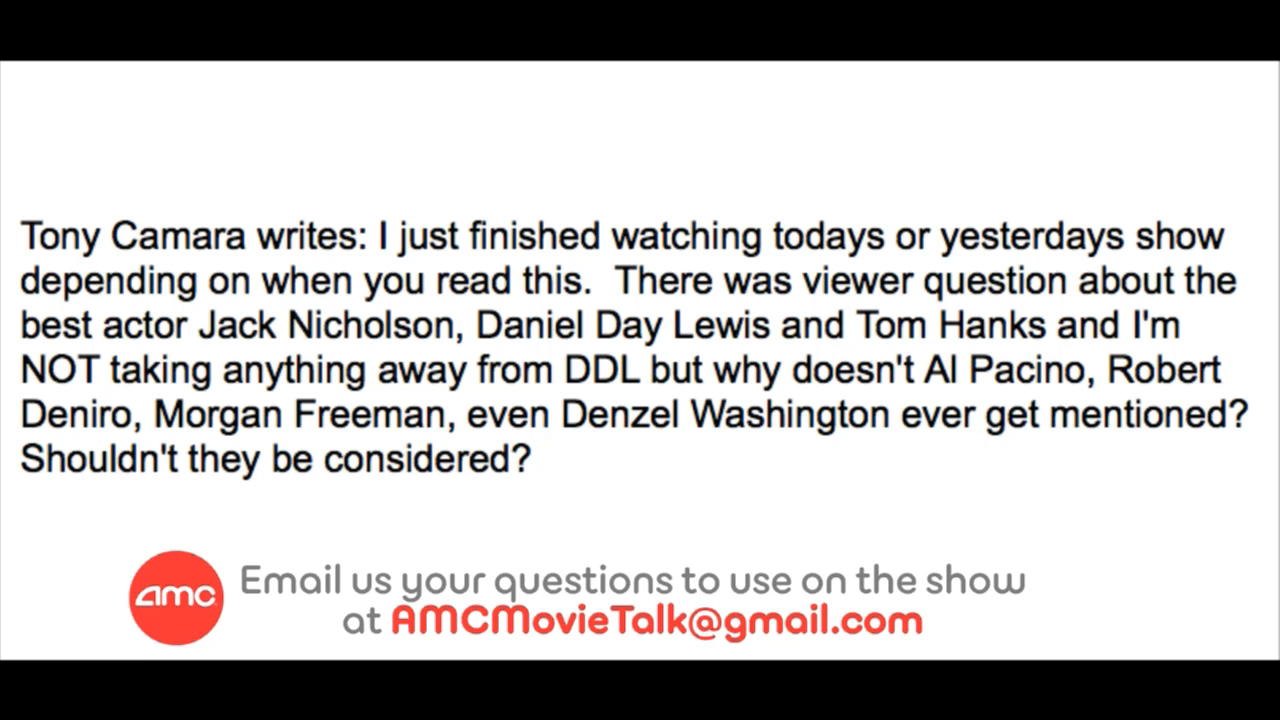 Tony Camara writes: I just finished watching todays or yesterdays show
depending on when you read this.  There was viewer question about the
best actor Jack Nicholson, Daniel Day Lewis and Tom Hanks and I'm
NOT taking anything away from DDL but why doesn't Al Pacino, Robert
Deniro, Morgan Freeman, even Denzel Washington ever get mentioned?
Shouldn't they be considered?
amc
Email us your questions to use on the show
at AMCMovieTalk@gmail.com